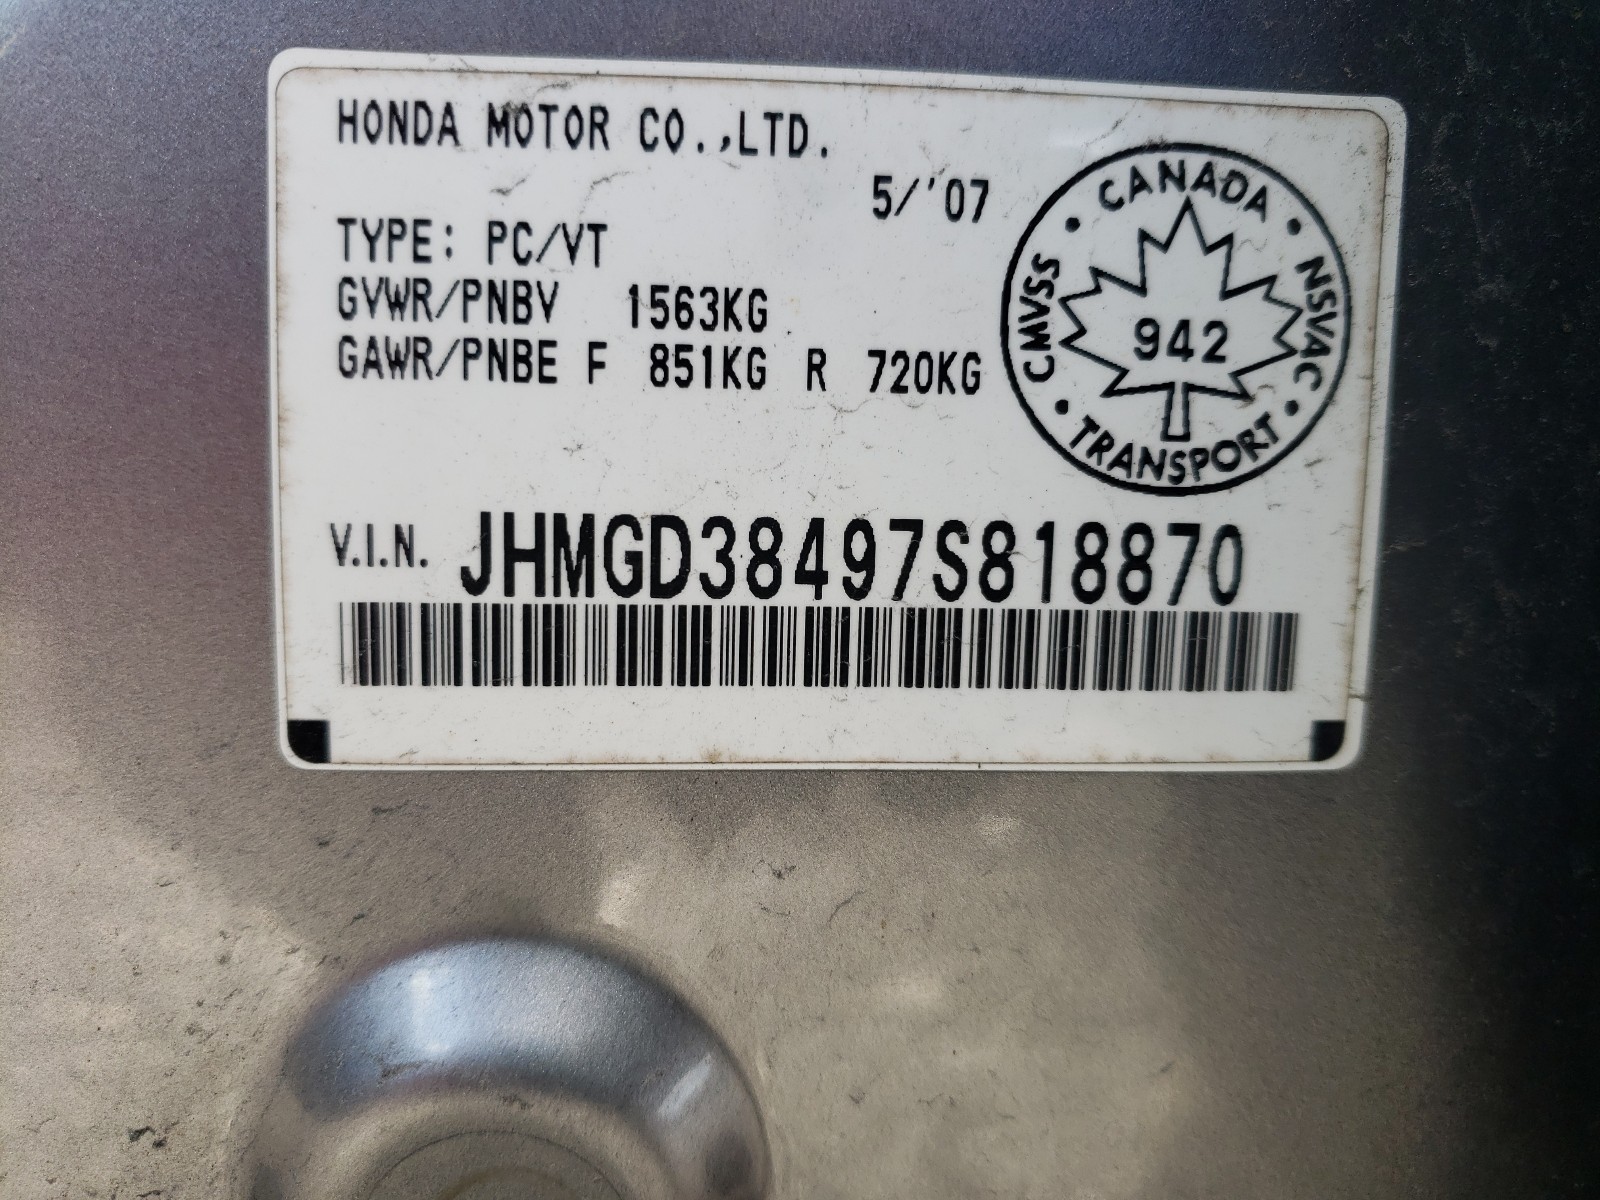 HONDA MOTOR CO.,LTD.
5/'07
TYPE: PC/VT
GVWR/PNBV 1563KG
GAWR/PNBE F 851KG R 720KG
CANADA
CMVSS
NSVAC
942
TRANSPORT
V.I.N. JHMGD38497S818870